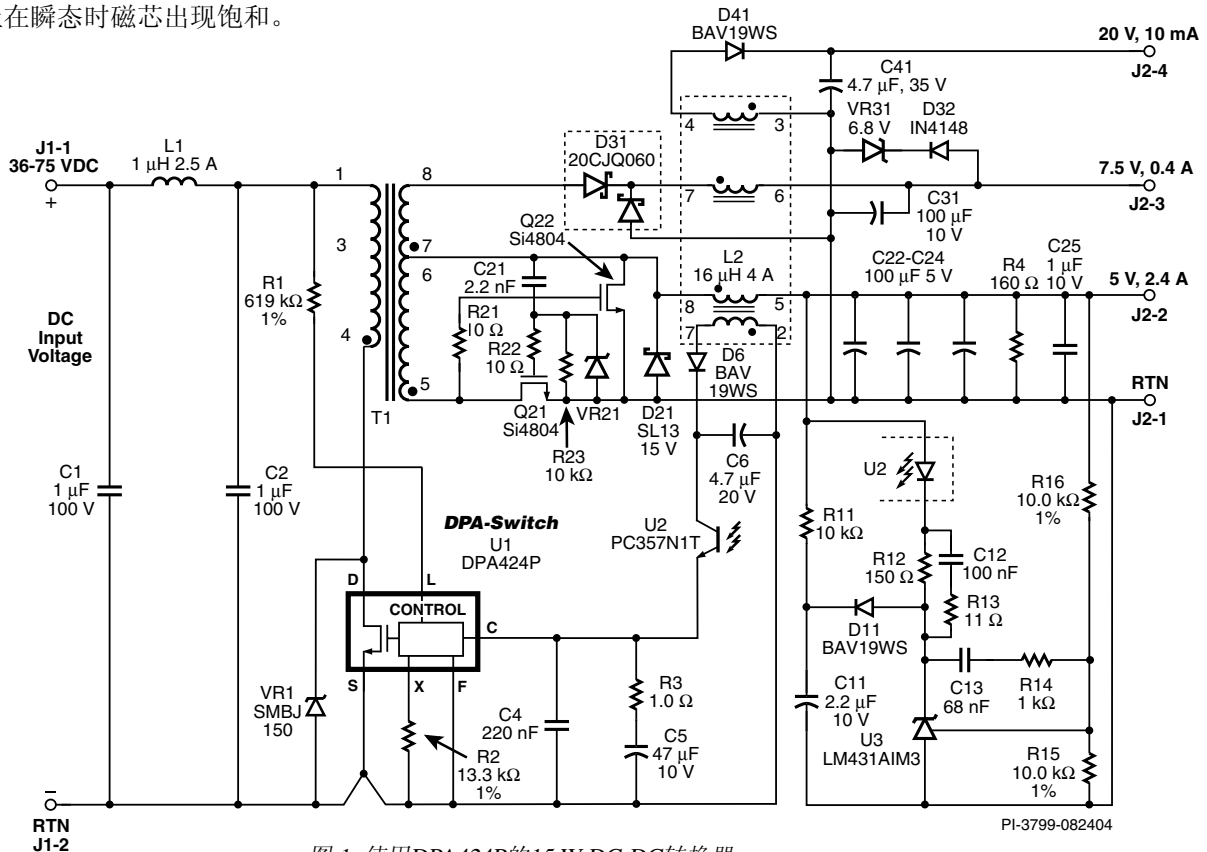 在瞬态时磁芯出现饱和。
D41
BAV19WS
20 V, 10 mA
J2-4
C41
4.7 μF, 35 V
VR31
6.8 V
D32
IN4148
4
3
J1-1
36-75 VDC
+
L1
1 μH 2.5 A
D31
20CJQ060
7.5 V, 0.4 A
J2-3
1
8
7
6
C31
100 μF
10 V
Q22
Si4804
3
7
6
C21
2.2 nF
L2
16 μH 4 A
C22-C24
100 μF 5 V
R4
160 Ω
C25
1 μF
10 V
5 V, 2.4 A
J2-2
R1
619 kΩ
1%
8
5
DC
Input
Voltage
4
R21
10 Ω
R22
10 Ω
7
2
D6
BAV
19WS
5
T1
Q21
Si4804
VR21
D21
SL13
15 V
R23
10 kΩ
RTN
J2-1
C1
1 μF
100 V
C2
1 μF
100 V
C6
4.7 μF
20 V
U2
R16
10.0 kΩ
1%
DPA-Switch
U1
DPA424P
U2
PC357N1T
R11
10 kΩ
R12
150 Ω
C12
100 nF
R13
11 Ω
D
L
CONTROL
C
S
X
F
D11
BAV19WS
VR1
SMBJ
150
R2
13.3 kΩ
1%
C4
220 nF
R3
1.0 Ω
C5
47 μF
10 V
C11
2.2 μF
10 V
C13
68 nF
R14
1 kΩ
U3
LM431AIM3
R15
10.0 kΩ
1%
−
RTN
J1-2
PI-3799-082404
图 1. 使用DPA424P的15 W DC-DC转换器